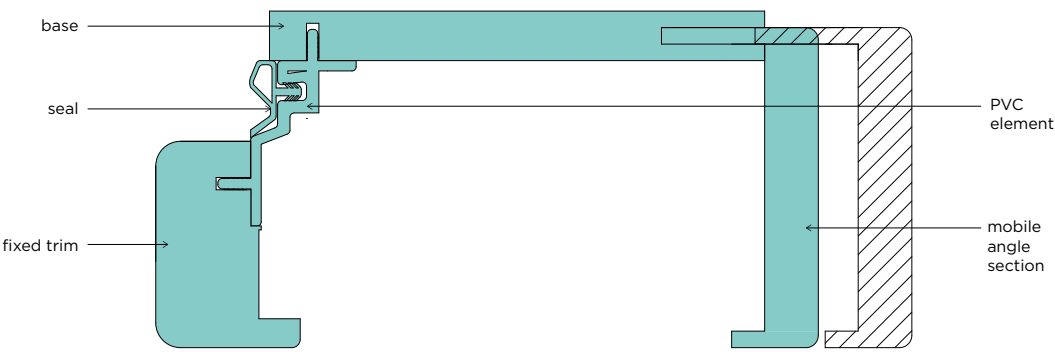 base
seal
fixed trim
PVC
element
mobile
angle
section